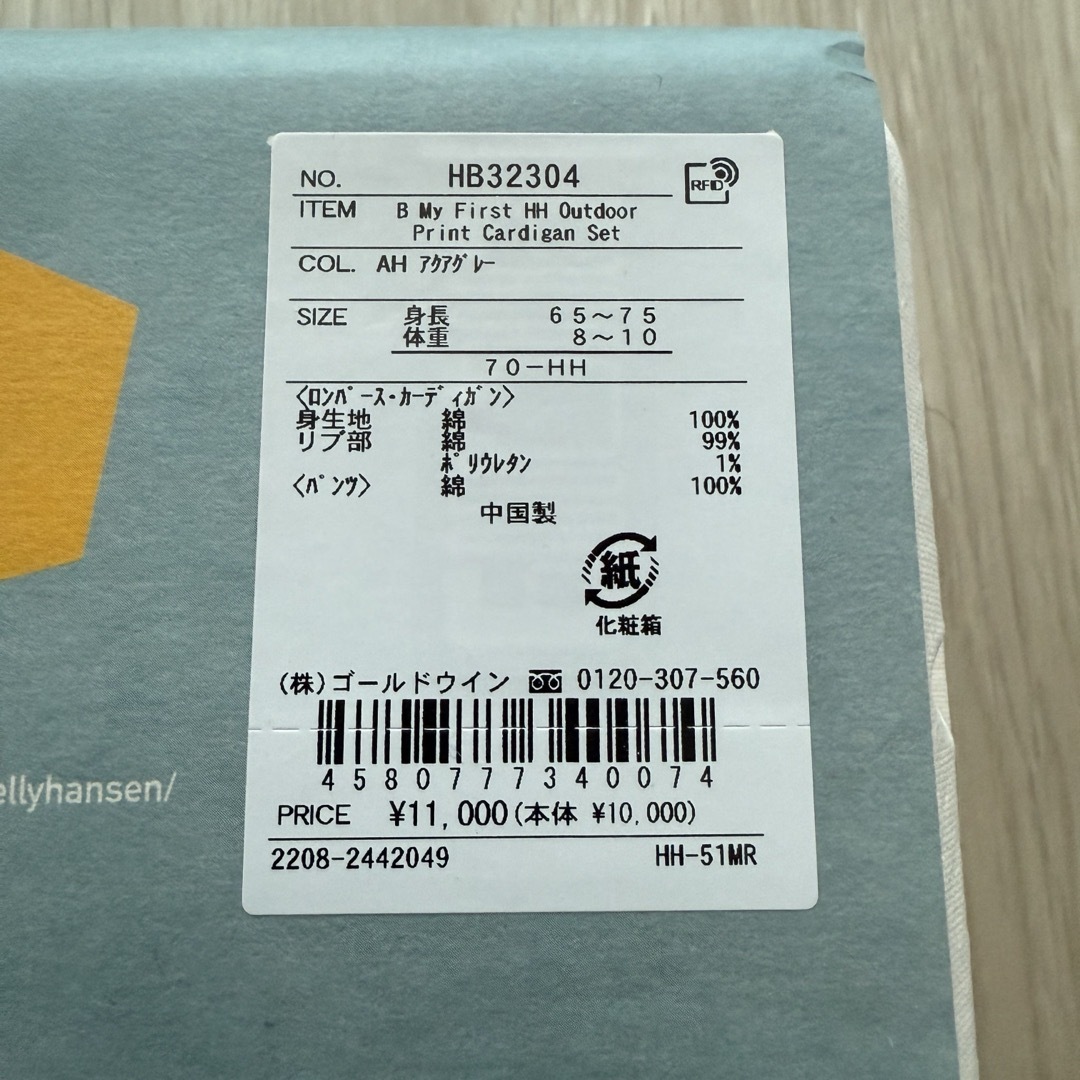 NO. HB32304
RFID
ITEM B My First HH Outdoor
Print Cardigan Set
COL. AH ｱｸｱｸﾞﾚｰ
SIZE 身長 65〜75
体重 8〜10
70-HH
〈ﾛﾝﾊﾟｰｽ･ｶｰﾃﾞｨｶﾞﾝ〉
身生地 綿 100%
リブ部 綿 99%
ﾎﾟﾘｳﾚﾀﾝ 1%
〈ﾊﾟﾝﾂ〉 綿 100%
中国製
紙
化粧箱
(株)ゴールドウイン 0120-307-560
4580777340074
ellyhansen/
PRICE ¥11,000(本体 ¥10,000)
2208-2442049 HH-51MR